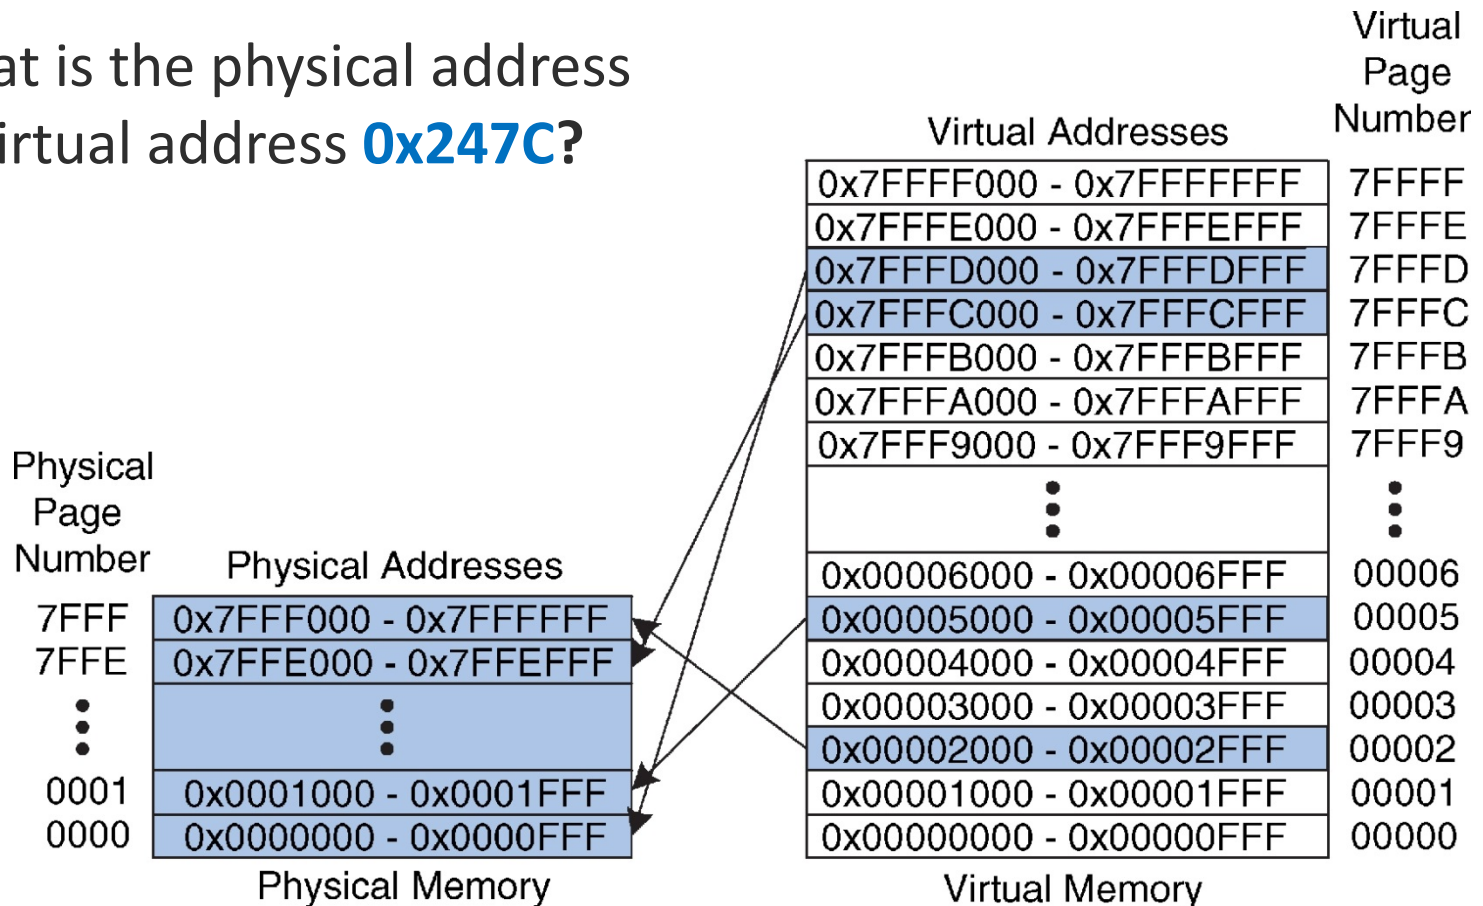 at is the physical address
irtual address 0x247C?
Virtual
Page
Number
Virtual Addresses
0x7FFFF000 - 0x7FFFFFFF 7FFFF
0x7FFFE000 - 0x7FFFEFFF 7FFFE
0x7FFFD000 - 0x7FFFDFFF 7FFFD
0x7FFFC000 - 0x7FFFCFFF 7FFFC
0x7FFFB000 - 0x7FFFBFFF 7FFFB
0x7FFFA000 - 0x7FFFAFFF 7FFFA
0x7FFF9000 - 0x7FFF9FFF 7FFF9
0x00006000 - 0x00006FFF 00006
0x00005000 - 0x00005FFF 00005
0x00004000 - 0x00004FFF 00004
0x00003000 - 0x00003FFF 00003
0x00002000 - 0x00002FFF 00002
0x00001000 - 0x00001FFF 00001
0x00000000 - 0x00000FFF 00000
Virtual Memory
Physical
Page
Number
Physical Addresses
7FFF 0x7FFF000 - 0x7FFFFFF
7FFE 0x7FFE000 - 0x7FFEFFF
0001 0x0001000 - 0x0001FFF
0000 0x0000000 - 0x0000FFF
Physical Memory